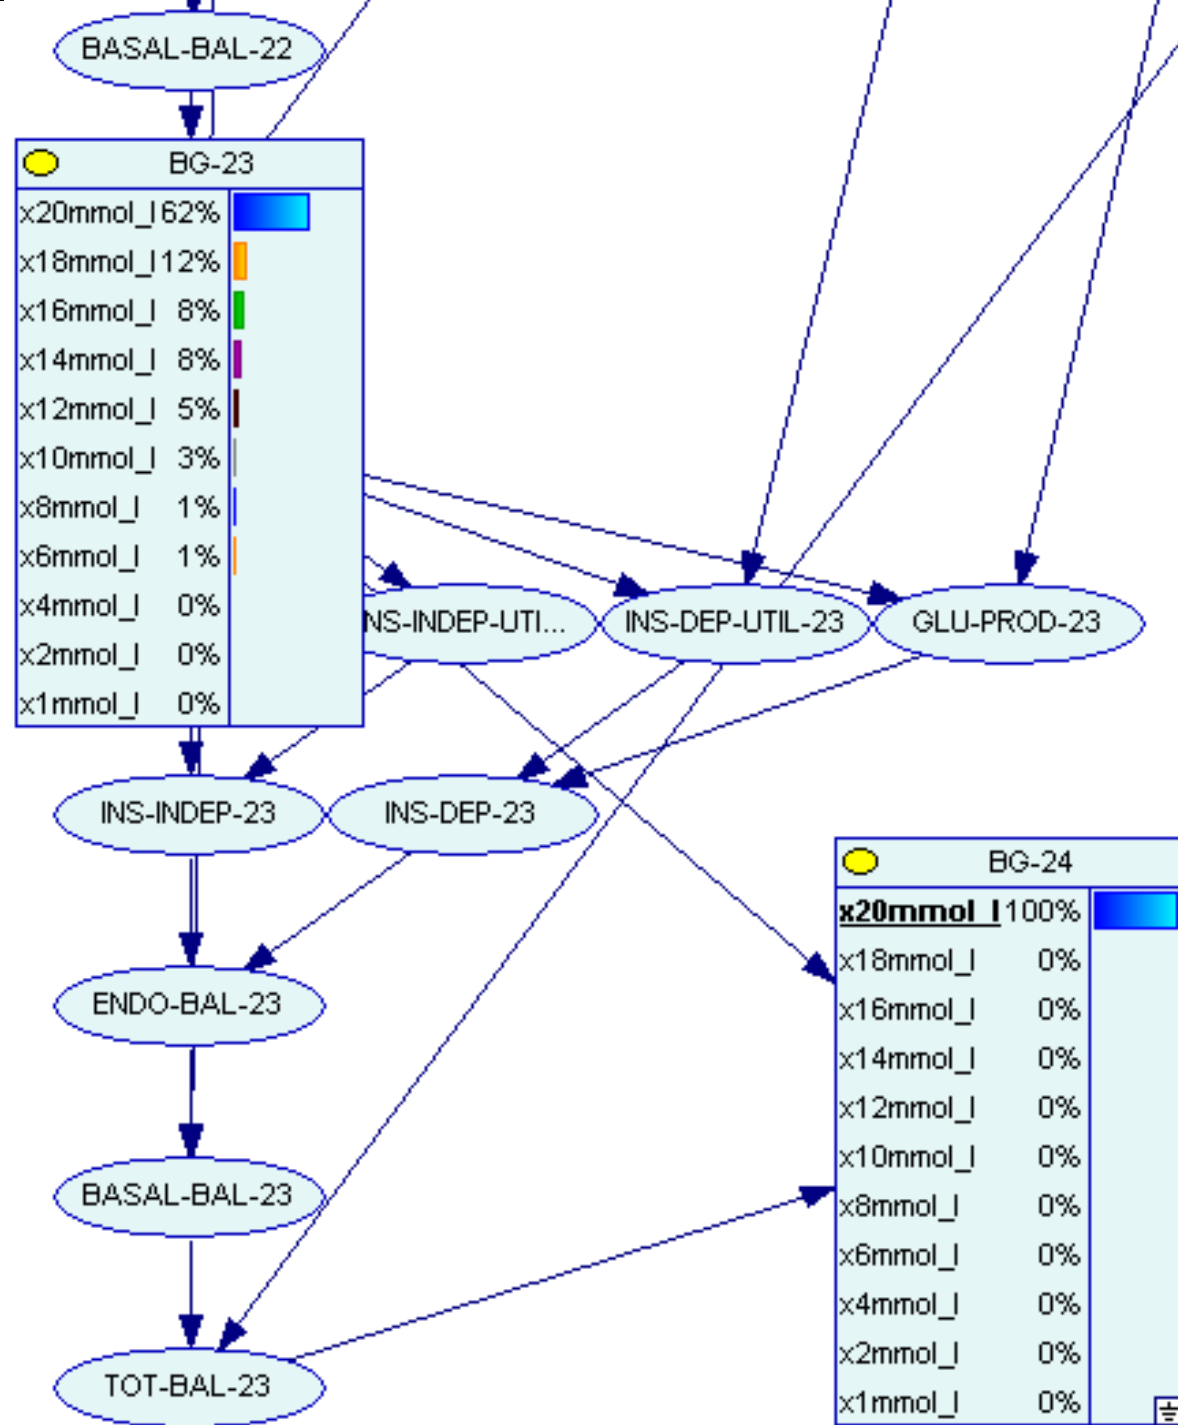 BASAL-BAL-22
BG-23
x20mmol_l 62%
x18mmol_l 12%
x16mmol_l 8%
x14mmol_l 8%
x12mmol_l 5%
x10mmol_l 3%
x8mmol_l 1%
x6mmol_l 1%
x4mmol_l 0%
x2mmol_l 0%
x1mmol_l 0%
NS-INDEP-UTI...
INS-DEP-UTIL-23
GLU-PROD-23
INS-INDEP-23
INS-DEP-23
ENDO-BAL-23
BASAL-BAL-23
TOT-BAL-23
BG-24
x20mmol_l 100%
x18mmol_l 0%
x16mmol_l 0%
x14mmol_l 0%
x12mmol_l 0%
x10mmol_l 0%
x8mmol_l 0%
x6mmol_l 0%
x4mmol_l 0%
x2mmol_l 0%
x1mmol_l 0%